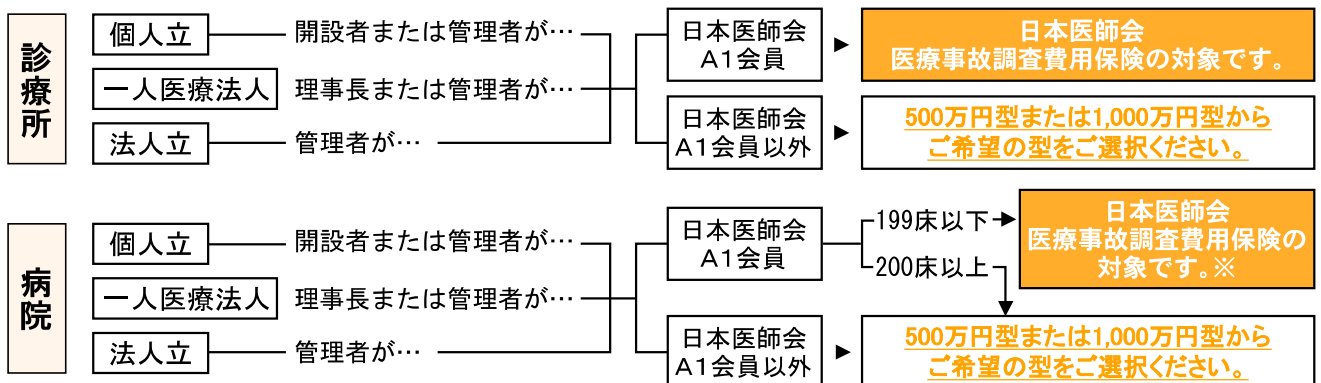 診療所
個人立
開設者または管理者が…
一人医療法人
理事長または管理者が…
法人立
管理者が…
日本医師会
A1会員
日本医師会
医療事故調査費用保険の対象です。
日本医師会
A1会員以外
500万円型または1,000万円型から
ご希望の型をご選択ください。
病院
個人立
開設者または管理者が…
一人医療法人
理事長または管理者が…
法人立
管理者が…
日本医師会
A1会員
199床以下
200床以上
日本医師会
医療事故調査費用保険の
対象です。※
日本医師会
A1会員以外
500万円型または1,000万円型から
ご希望の型をご選択ください。